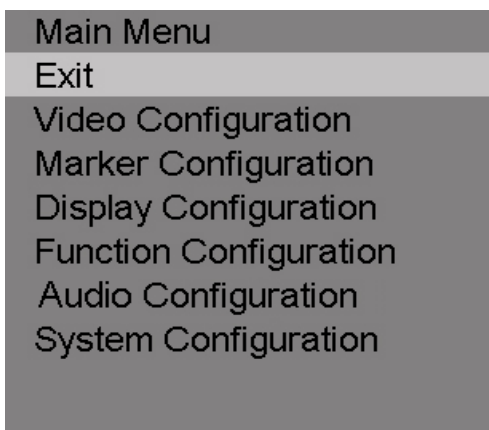 Main Menu
Exit
Video Configuration
Marker Configuration
Display Configuration
Function Configuration
Audio Configuration
System Configuration